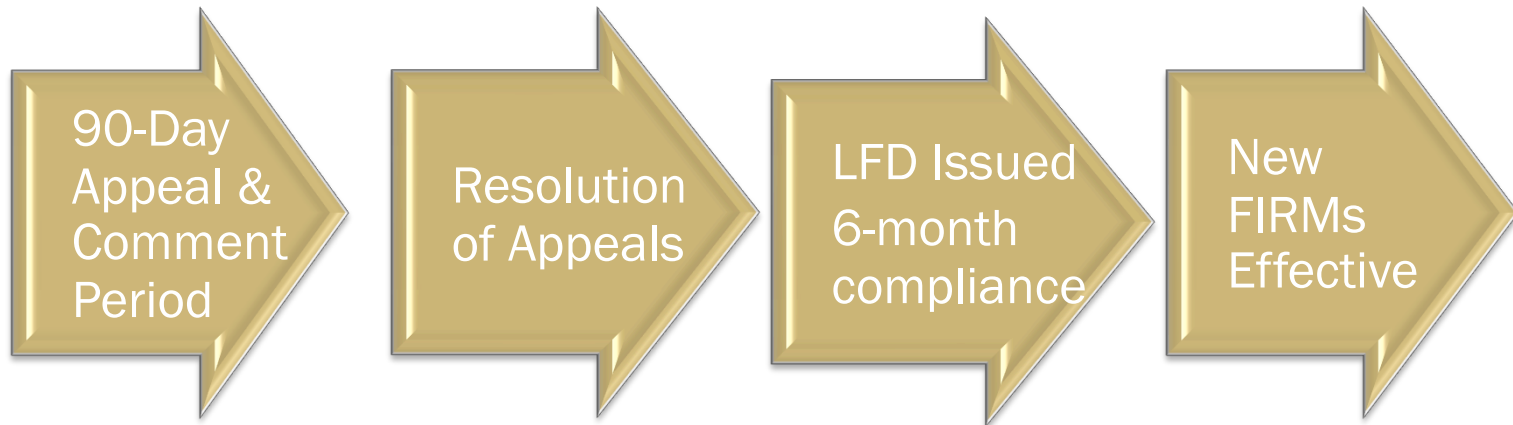 90-Day
Appeal &
Comment
Period
Resolution
of Appeals
LFD Issued
6-month
compliance
New
FIRMs
Effective